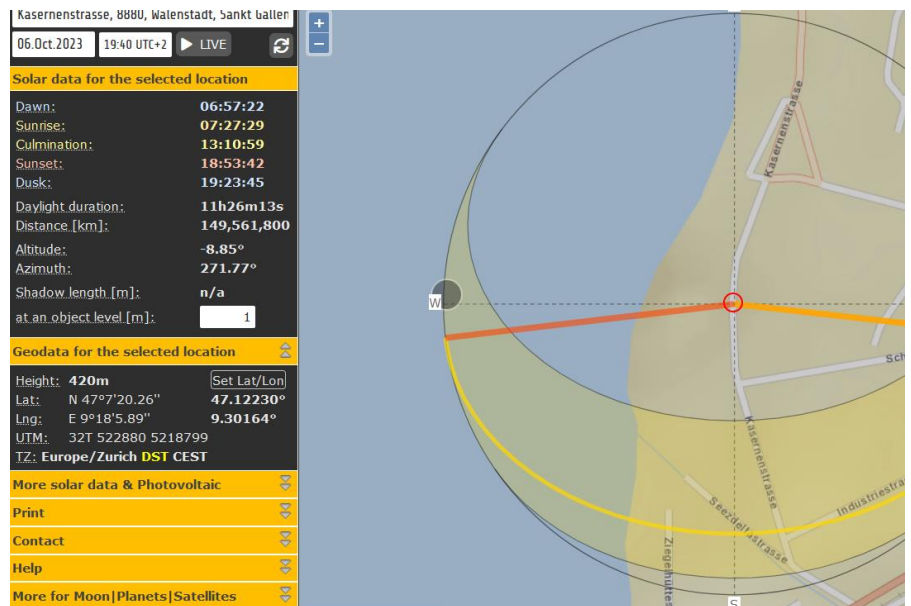 Kasernenstrasse, 8880, Walenstadt, Sankt Gallen
06.Oct.2023 19:40 UTC+2 LIVE
Solar data for the selected location
Dawn: 06:57:22
Sunrise: 07:27:29
Culmination: 13:10:59
Sunset: 18:53:42
Dusk: 19:23:45
Daylight duration: 11h26m13s
Distance [km]: 149,561,800
Altitude: -8.85°
Azimuth: 271.77°
Shadow length [m]: n/a
at an object level [m]: 1
Geodata for the selected location
Height: 420m Set Lat/Lon
Lat: N 47°7'20.26'' 47.12230°
Lng: E 9°18'5.89'' 9.30164°
UTM: 32T 522880 5218799
TZ: Europe/Zurich DST CEST
More solar data & Photovoltaic
Print
Contact
Help
More for Moon|Planets|Satellites
+
−
Kasernenstrasse
W
Sch
Kasernenstrasse
Industriestra
Seezdeltastrasse
Ziegelhüttes
S